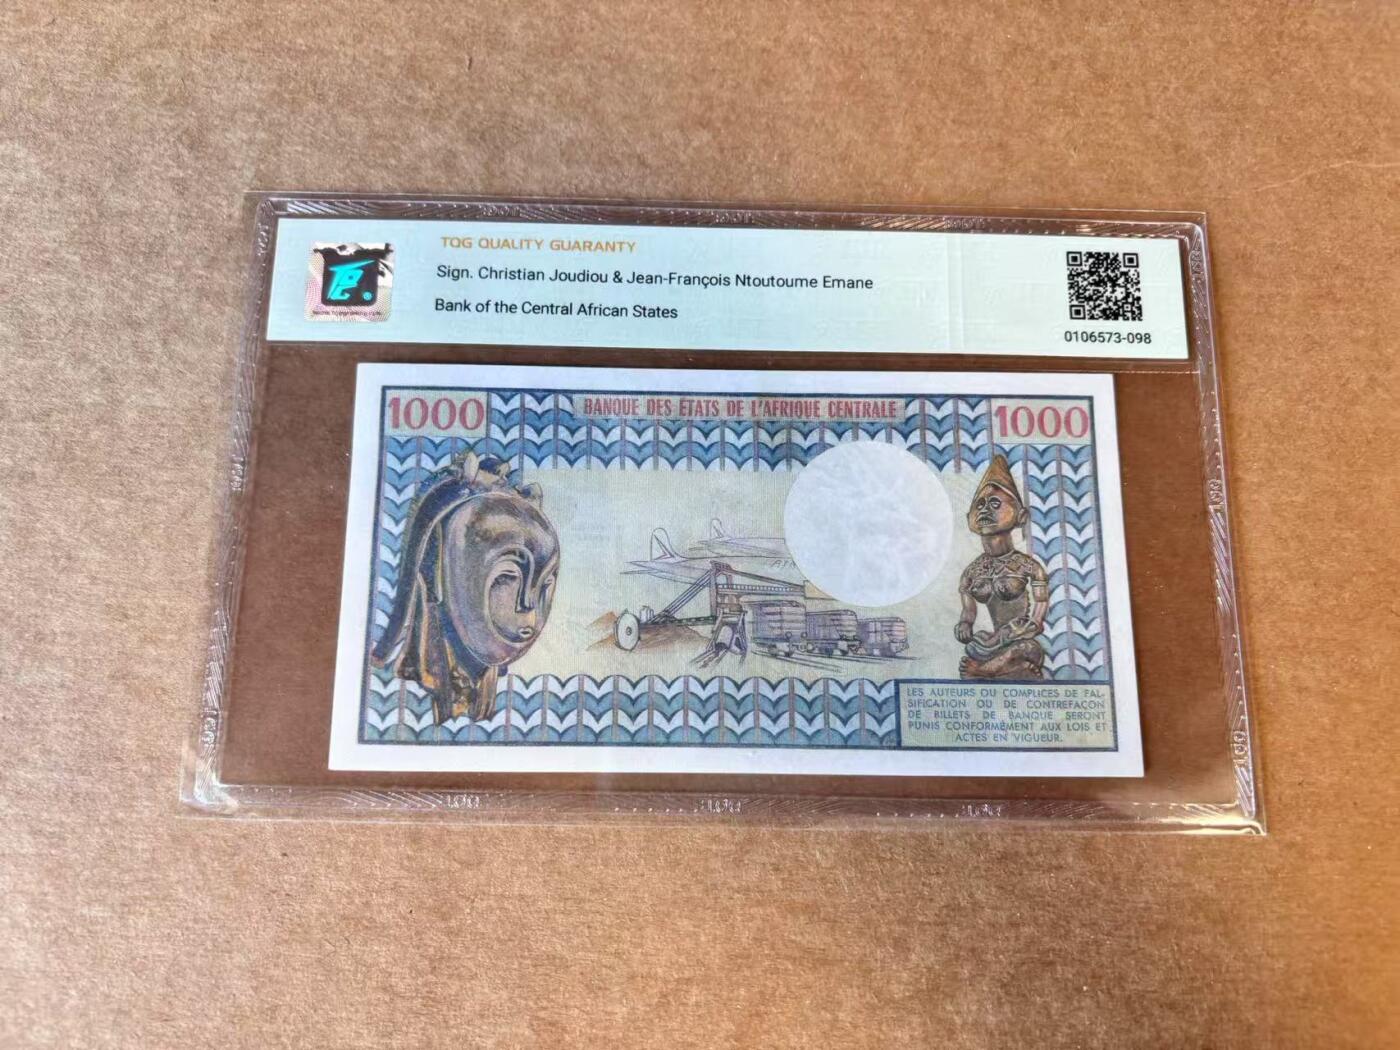 TQG QUALITY GUARANTY
Sign. Christian Joudiou & Jean-François Ntoutoume Emane
Bank of the Central African States
0106573-098
1000
BANQUE DES ÉTATS DE L'AFRIQUE CENTRALE
1000
LES AUTEURS OU COMPLICES DE FAL-
SIFICATION OU DE CONTREFAÇON
DE BILLETS DE BANQUE SERONT
PUNIS CONFORMÉMENT AUX LOIS ET
ACTES EN VIGUEUR.